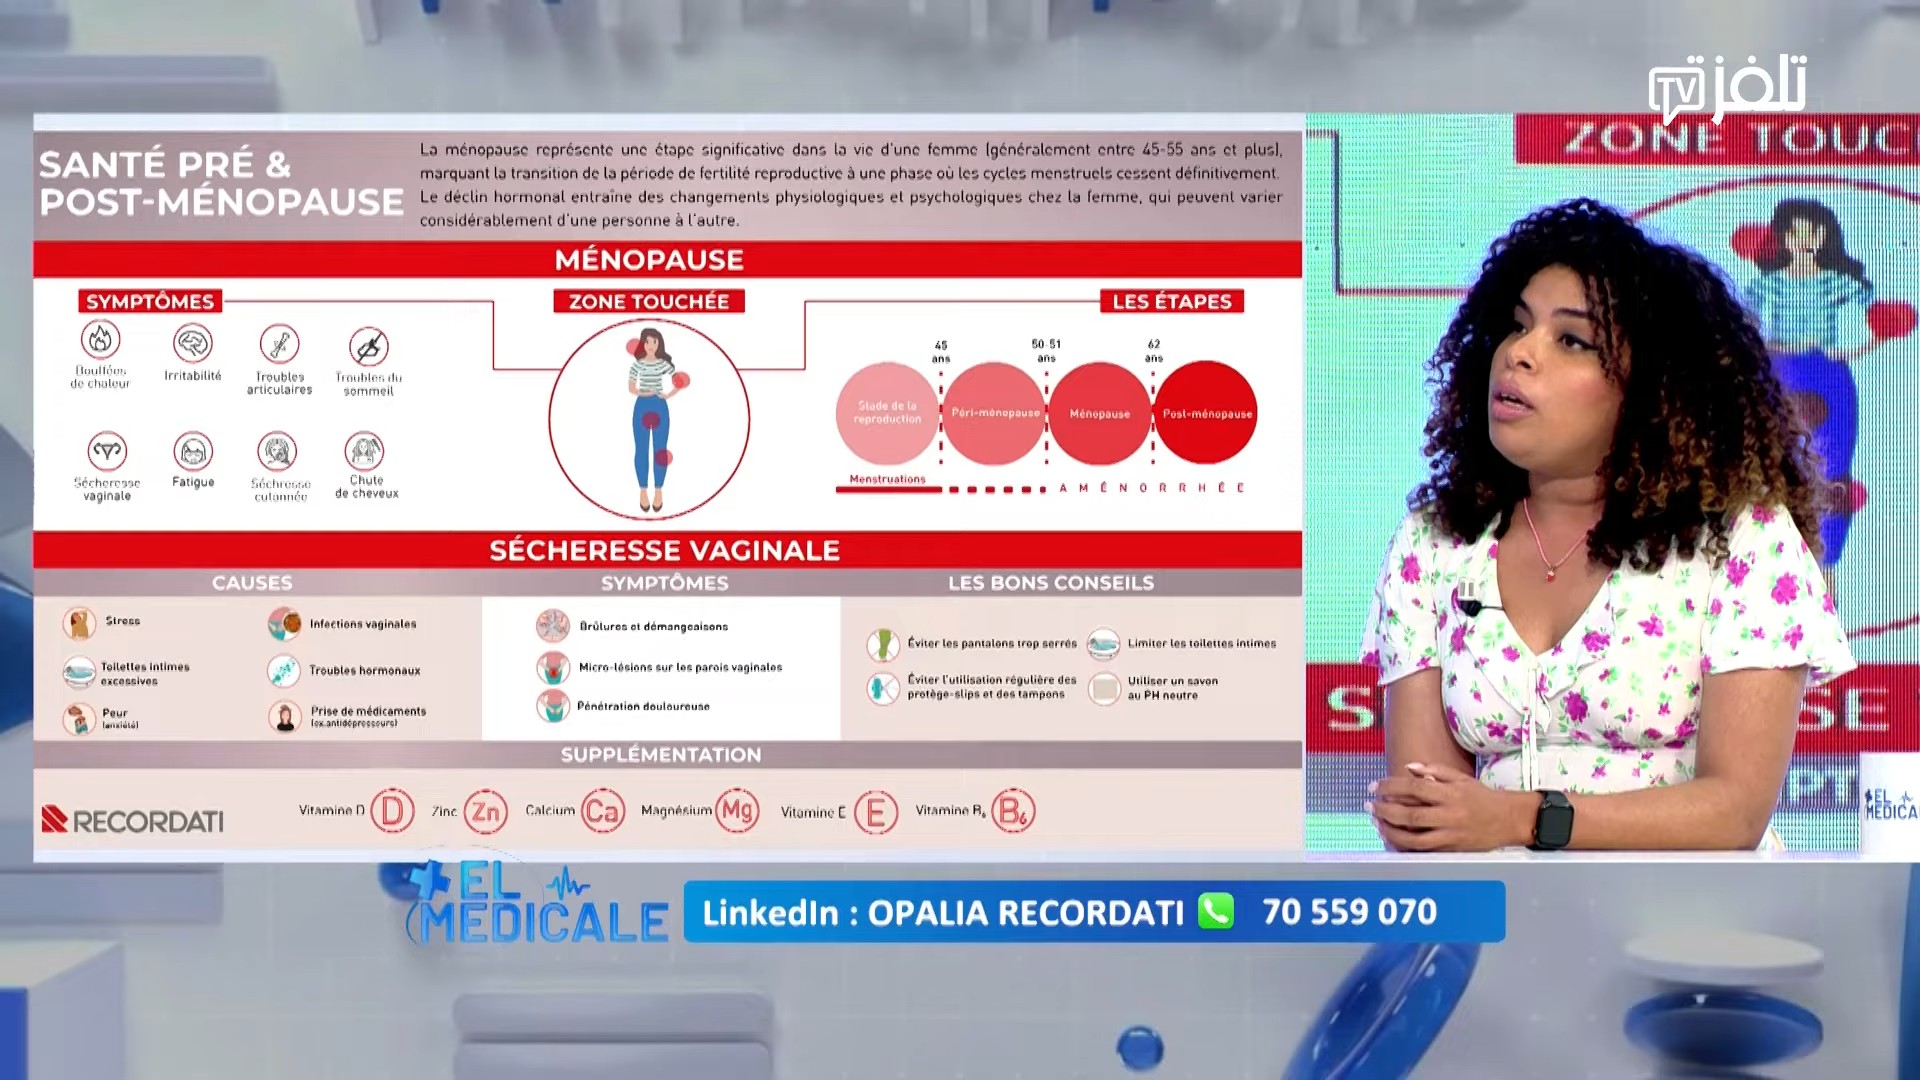 تلفزتنا TV
SANTÉ PRÉ &
POST-MÉNOPAUSE
La ménopause représente une étape significative dans la vie d'une femme (généralement entre 45-55 ans et plus),
marquant la transition de la période de fertilité reproductive à une phase où les cycles menstruels cessent définitivement.
Le déclin hormonal entraîne des changements physiologiques et psychologiques chez la femme, qui peuvent varier
considérablement d'une personne à l'autre.
MÉNOPAUSE
SYMPTÔMES
Bouffées
de chaleur
Irritabilité
Troubles
articulaires
Troubles du
sommeil
Sécheresse
vaginale
Fatigue
Séchresse
cutannée
Chute
de cheveux
ZONE TOUCHÉE
LES ÉTAPES
45
ans
50-51
ans
62
ans
Stade de la
reproduction
Péri-ménopause
Ménopause
Post-ménopause
Menstruations
AMÉNORRHÉE
SÉCHERESSE VAGINALE
CAUSES
Stress
Infections vaginales
Toilettes intimes
excessives
Troubles hormonaux
Peur
(anxiété)
Prise de médicaments
(ex.antidépresseurs)
SYMPTÔMES
Brûlures et démangeaisons
Micro-lésions sur les parois vaginales
Pénétration douloureuse
LES BONS CONSEILS
Éviter les pantalons trop serrés
Limiter les toilettes intimes
Éviter l'utilisation régulière des
protège-slips et des tampons
Utiliser un savon
au PH neutre
SUPPLÉMENTATION
RECORDATI
Vitamine D D
Zinc Zn
Calcium Ca
Magnésium Mg
Vitamine E E
Vitamine B₆ B₆
ZONE TOUC
S
SE
PT
EL
MEDICA
EL
MEDICALE
LinkedIn : OPALIA RECORDATI 70 559 070